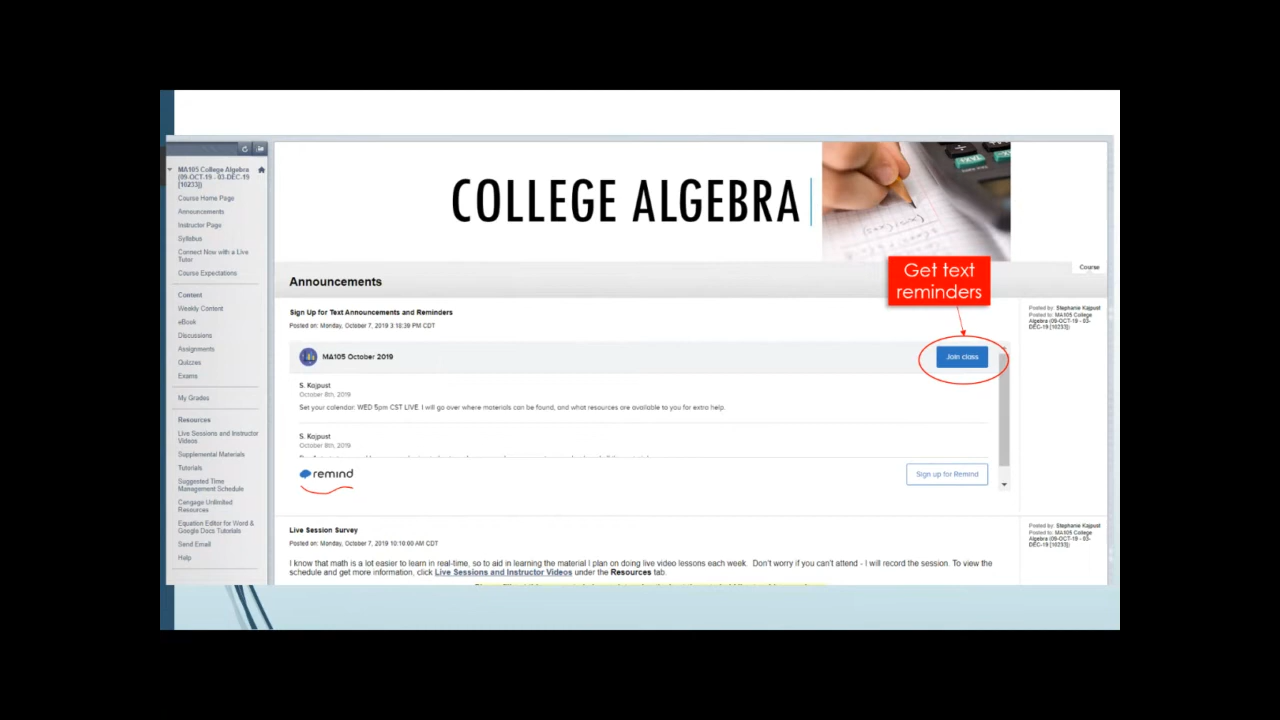 MA105 College Algebra
(09-OCT-19 - 03-DEC-19
[10233])
Course Home Page
Announcements
Instructor Page
Syllabus
Connect Now with a Live
Tutor
Course Expectations
Content
Weekly Content
eBook
Discussions
Assignments
Quizzes
Exams
My Grades
Resources
Live Sessions and Instructor
Videos
Supplemental Materials
Tutorials
Suggested Time
Management Schedule
Cengage Unlimited
Resources
Equation Editor for Word &
Google Docs Tutorials
Send Email
Help
COLLEGE ALGEBRA
Course
Announcements
Get text
reminders
Sign Up for Text Announcements and Reminders
Posted on: Monday, October 7, 2019 3:18:39 PM CDT
Posted by: Stephanie Kajpust
Posted to: MA105 College
Algebra (09-OCT-19 - 03-
DEC-19 [10233])
MA105 October 2019
Join class
S. Kajpust
October 8th, 2019
Set your calendar: WED 5pm CST LIVE. I will go over where materials can be found, and what resources are available to you for extra help.
S. Kajpust
October 8th, 2019
remind
Sign up for Remind
Live Session Survey
Posted on: Monday, October 7, 2019 10:16:00 AM CDT
Posted by: Stephanie Kajpust
Posted to: MA105 College
Algebra (09-OCT-19 - 03-
DEC-19 [10233])
I know that math is a lot easier to learn in real-time, so to aid in learning the material I plan on doing live video lessons each week. Don't worry if you can't attend - I will record the session. To view the
schedule and get more information, click Live Sessions and Instructor Videos under the Resources tab.